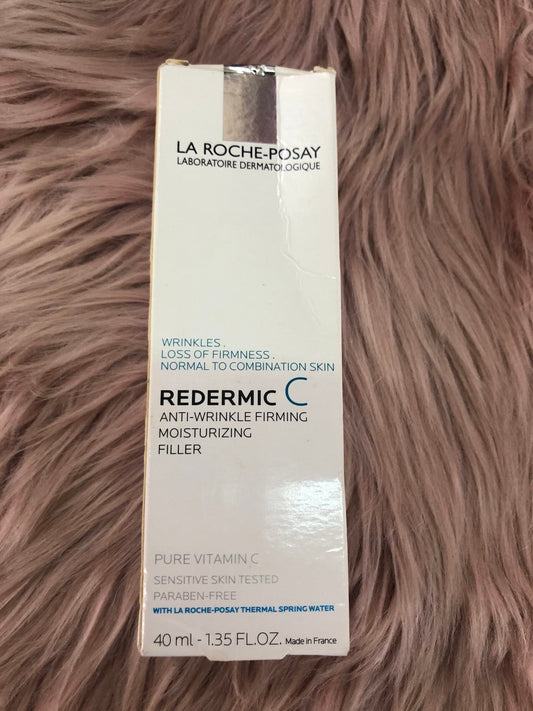 LA ROCHE-POSAY
LABORATOIRE DERMATOLOGIQUE
WRINKLES .
LOSS OF FIRMNESS .
NORMAL TO COMBINATION SKIN
REDERMIC C
ANTI-WRINKLE FIRMING
MOISTURIZING
FILLER
PURE VITAMIN C
SENSITIVE SKIN TESTED
PARABEN-FREE
WITH LA ROCHE-POSAY THERMAL SPRING WATER
40 ml - 1.35 FL.OZ. Made in France